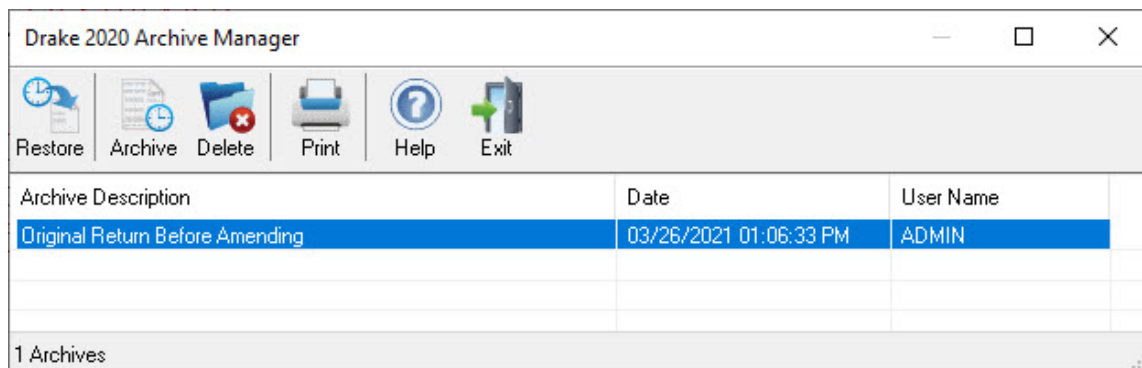 Drake 2020 Archive Manager
Restore Archive Delete Print Help Exit
Archive Description Date User Name
Original Return Before Amending 03/26/2021 01:06:33 PM ADMIN
1 Archives